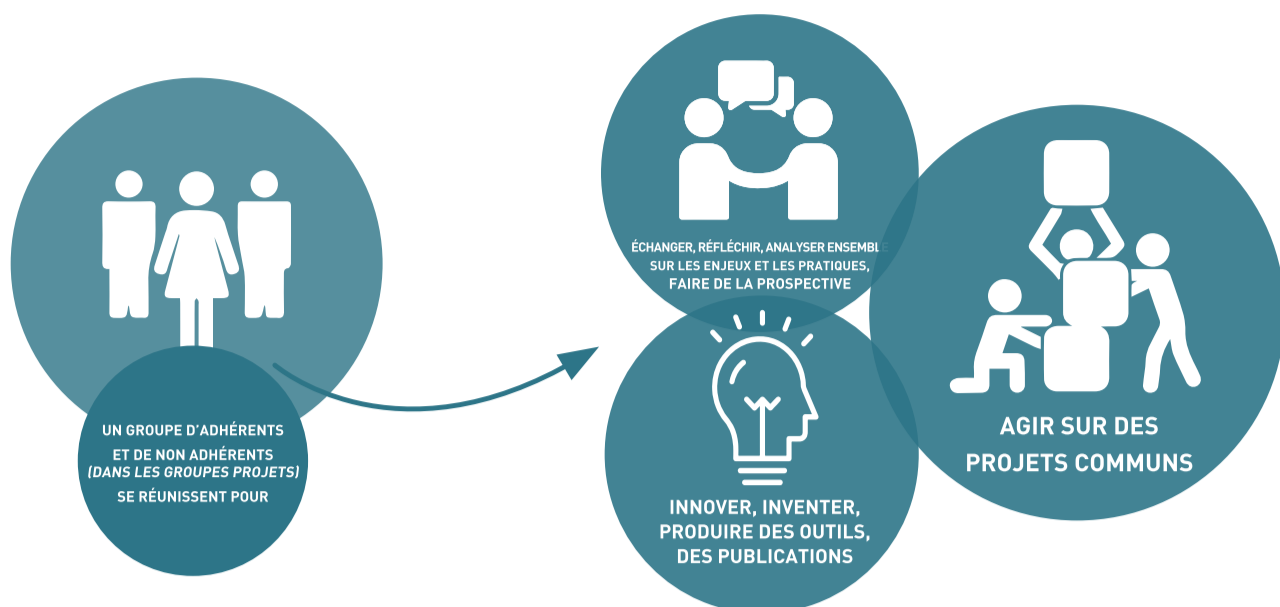 UN GROUPE D'ADHÉRENTS
ET DE NON ADHÉRENTS
(DANS LES GROUPES PROJETS)
SE RÉUNISSENT POUR
ÉCHANGER, RÉFLÉCHIR, ANALYSER ENSEMBLE
SUR LES ENJEUX ET LES PRATIQUES,
FAIRE DE LA PROSPECTIVE
INNOVER, INVENTER,
PRODUIRE DES OUTILS,
DES PUBLICATIONS
AGIR SUR DES
PROJETS COMMUNS